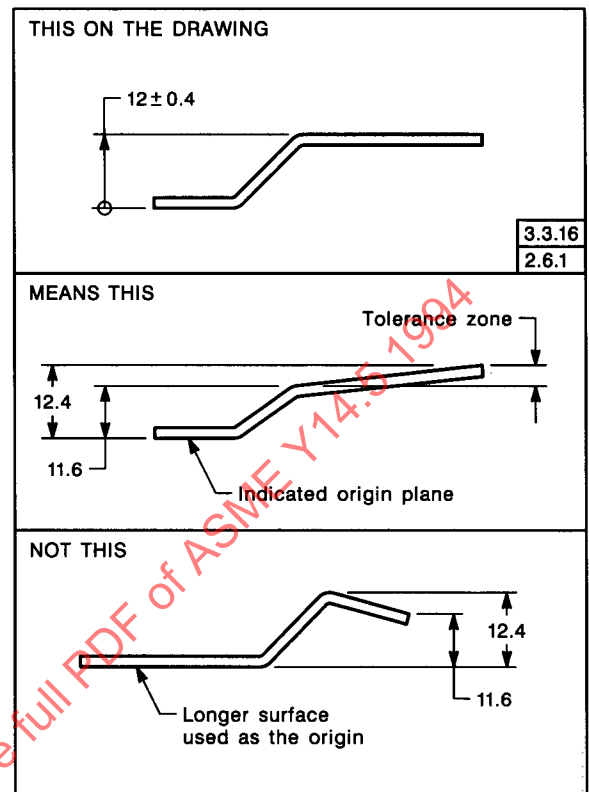 THIS ON THE DRAWING
12 ± 0.4
3.3.16
2.6.1
MEANS THIS
Tolerance zone
12.4
11.6
Indicated origin plane
NOT THIS
12.4
11.6
Longer surface
used as the origin
e full PDF of ASME Y14.5 1994